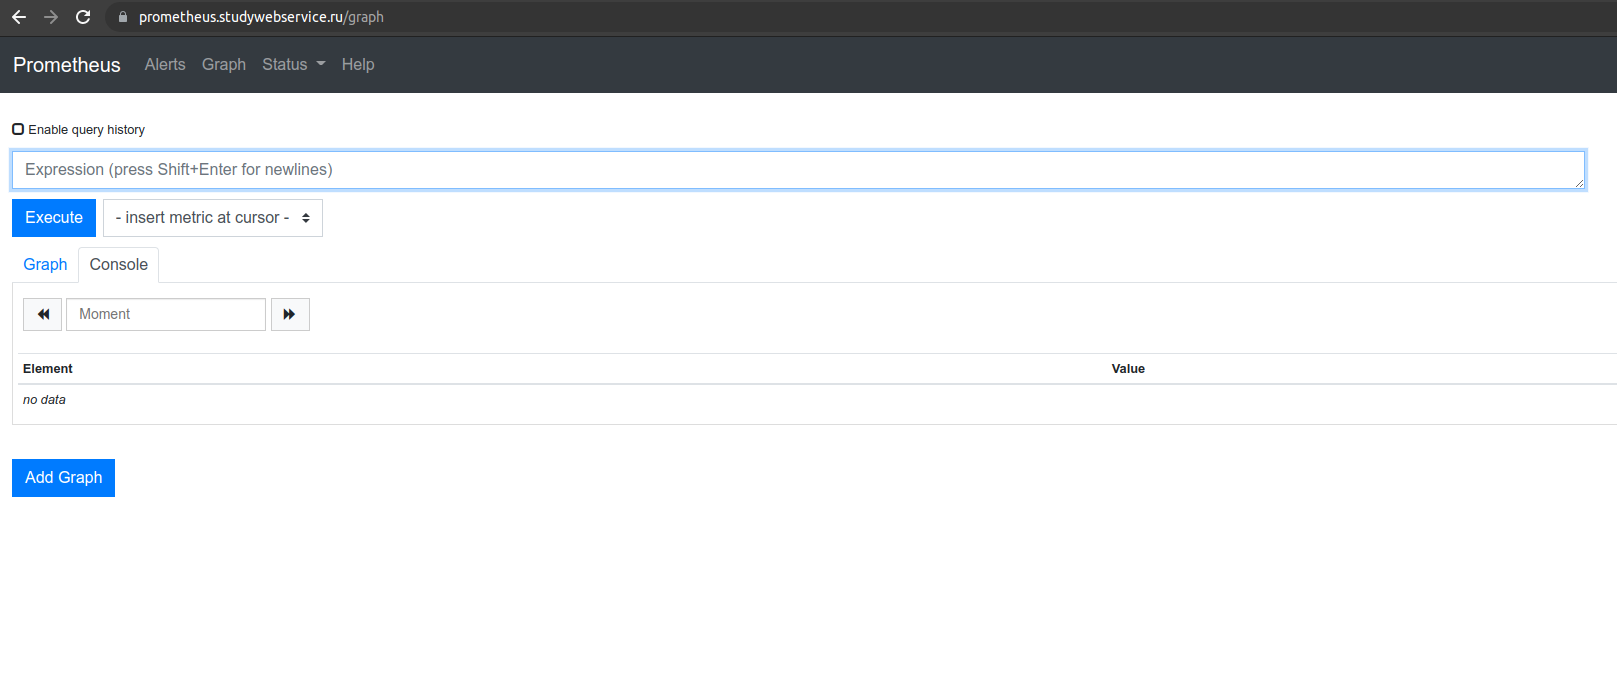 prometheus.studywebservice.ru/graph
Prometheus Alerts Graph Status Help
Enable query history
Expression (press Shift+Enter for newlines)
Execute - insert metric at cursor -
Graph Console
Moment
Element Value
no data
Add Graph